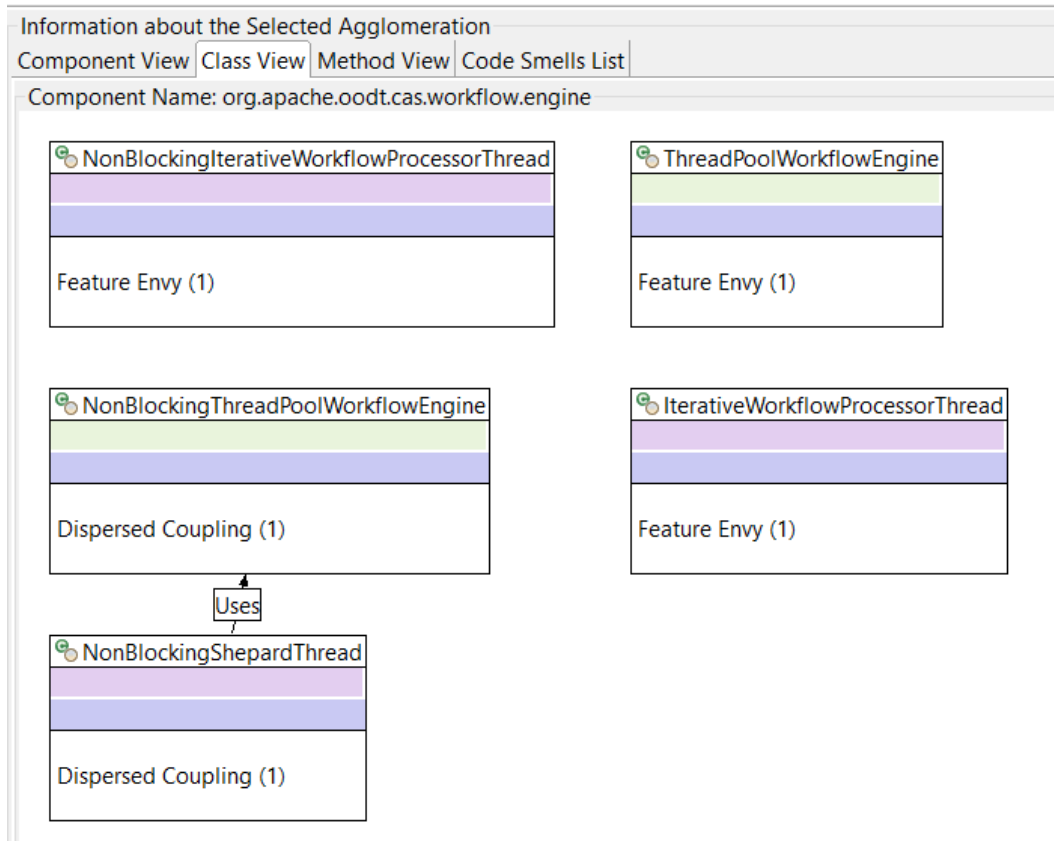 Information about the Selected Agglomeration
Component View Class View Method View Code Smells List
Component Name: org.apache.oodt.cas.workflow.engine
NonBlockingIterativeWorkflowProcessorThread
Feature Envy (1)
ThreadPoolWorkflowEngine
Feature Envy (1)
NonBlockingThreadPoolWorkflowEngine
Dispersed Coupling (1)
IterativeWorkflowProcessorThread
Feature Envy (1)
Uses
NonBlockingShepardThread
Dispersed Coupling (1)